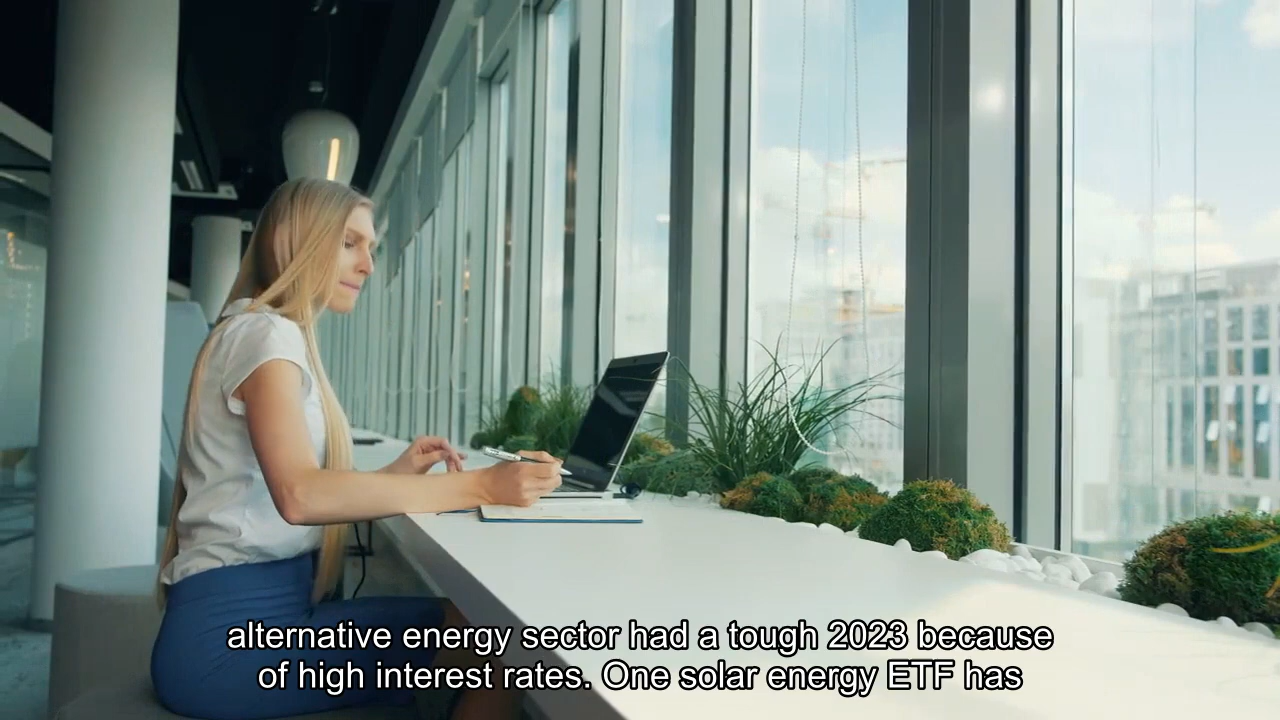 alternative energy sector had a tough 2023 because
of high interest rates. One solar energy ETF has